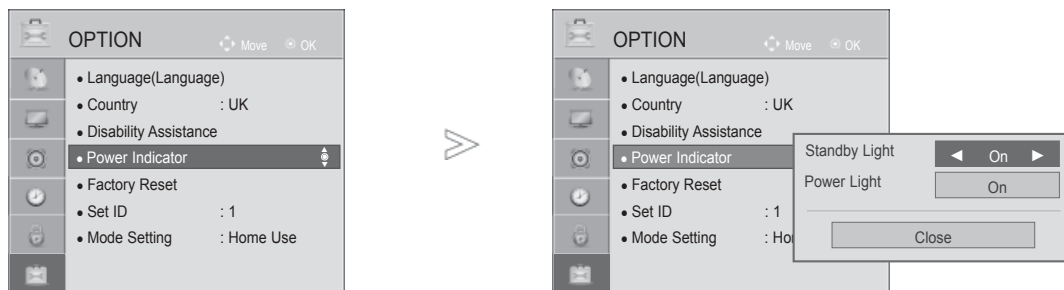 OPTION
Move OK
• Language(Language)
• Country : UK
• Disability Assistance
• Power Indicator
• Factory Reset
• Set ID : 1
• Mode Setting : Home Use
OPTION
Move OK
• Language(Language)
• Country : UK
• Disability Assistance
• Power Indicator
• Factory Reset
• Set ID : 1
• Mode Setting : Ho
Standby Light ◄ On ►
Power Light On
Close